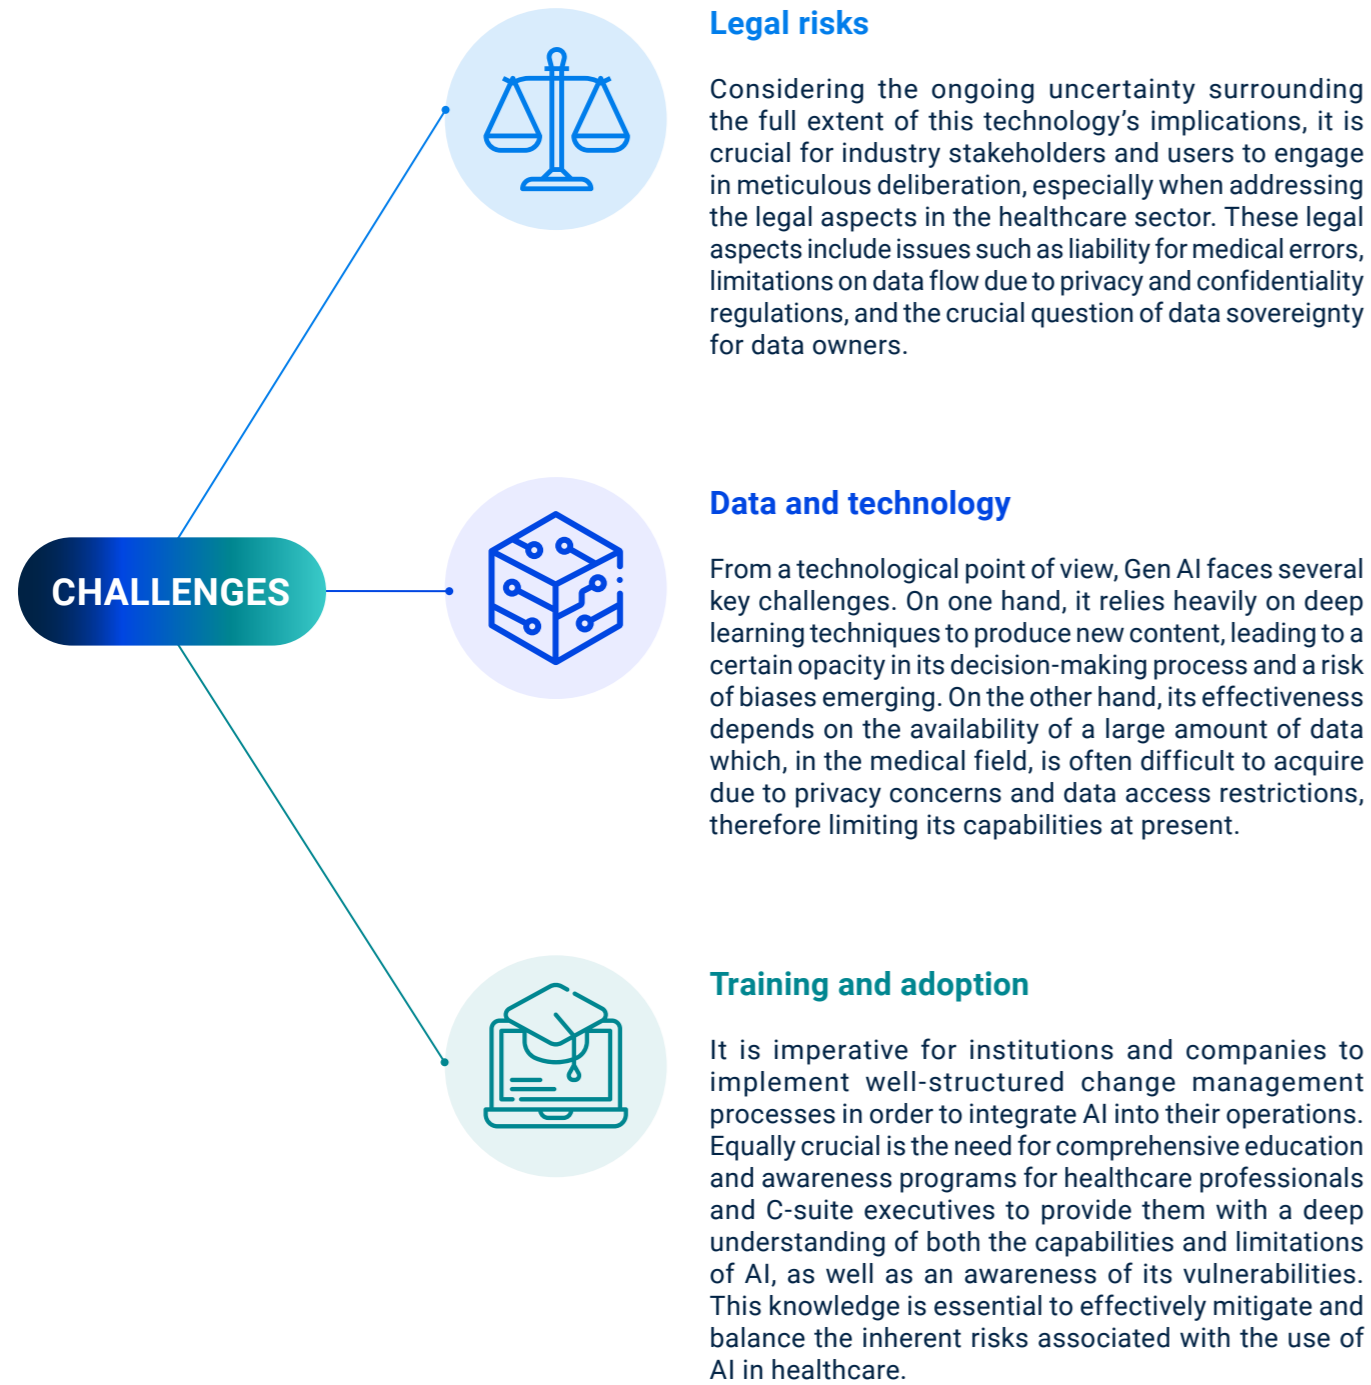 Legal risks
Considering the ongoing uncertainty surrounding
the full extent of this technology’s implications, it is
crucial for industry stakeholders and users to engage
in meticulous deliberation, especially when addressing
the legal aspects in the healthcare sector. These legal
aspects include issues such as liability for medical errors,
limitations on data flow due to privacy and confidentiality
regulations, and the crucial question of data sovereignty
for data owners.
CHALLENGES
Data and technology
From a technological point of view, Gen AI faces several
key challenges. On one hand, it relies heavily on deep
learning techniques to produce new content, leading to a
certain opacity in its decision-making process and a risk
of biases emerging. On the other hand, its effectiveness
depends on the availability of a large amount of data
which, in the medical field, is often difficult to acquire
due to privacy concerns and data access restrictions,
therefore limiting its capabilities at present.
Training and adoption
It is imperative for institutions and companies to
implement well-structured change management
processes in order to integrate AI into their operations.
Equally crucial is the need for comprehensive education
and awareness programs for healthcare professionals
and C-suite executives to provide them with a deep
understanding of both the capabilities and limitations
of AI, as well as an awareness of its vulnerabilities.
This knowledge is essential to effectively mitigate and
balance the inherent risks associated with the use of
AI in healthcare.